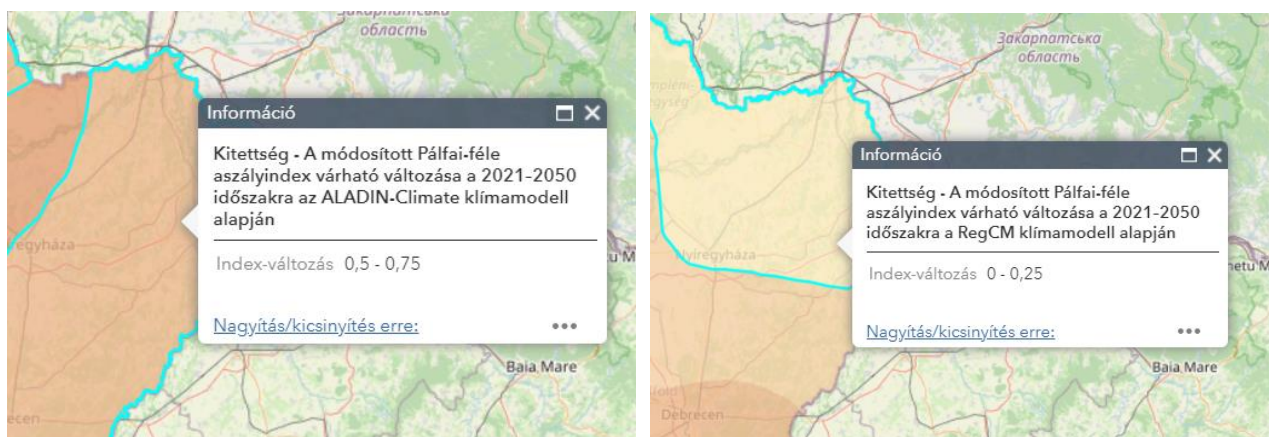 Закарпатська
область
Információ
Kitettség - A módosított Pálfai-féle
aszályindex várható változása a 2021-2050
időszakra az ALADIN-Climate klímamodell
alapján
egyháza
Index-változás 0,5 - 0,75
Nagyítás/kicsinyítés erre:
Baia Mare
ecen
Закарпатська
область
Információ
Kitettség - A módosított Pálfai-féle
aszályindex várható változása a 2021-2050
időszakra a RegCM klímamodell alapján
Nyíregyháza
Index-változás 0 - 0,25
Nagyítás/kicsinyítés erre:
Baia Mare
Debrecen